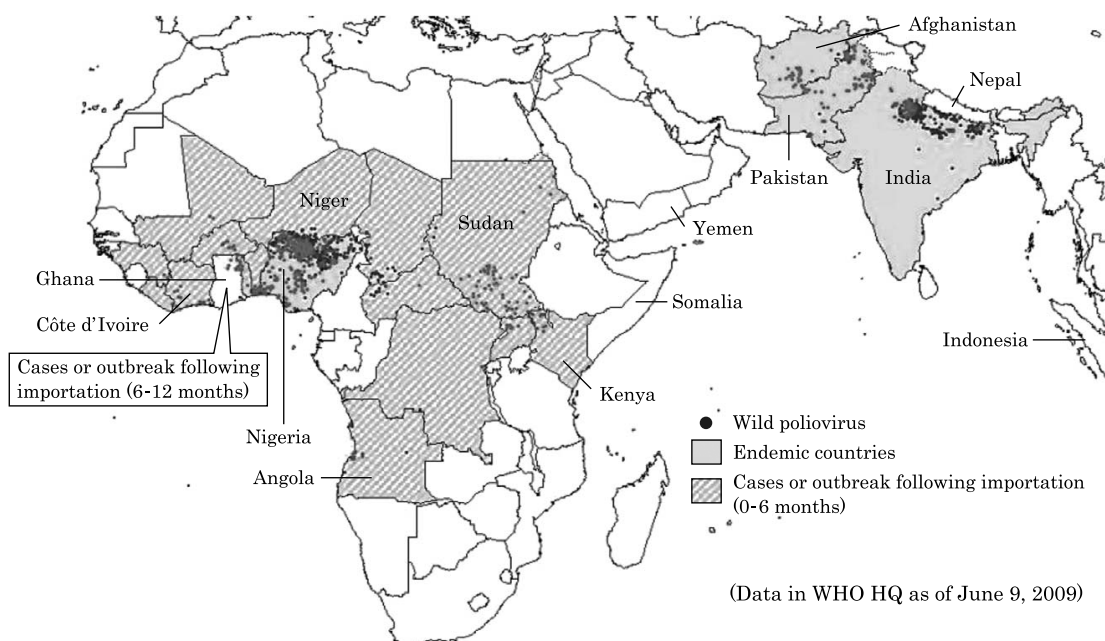 Afghanistan
Nepal
Pakistan
India
Niger
Sudan
Yemen
Ghana
Somalia
Côte d'Ivoire
Indonesia
Cases or outbreak following
importation (6-12 months)
Kenya
Nigeria
Angola
Wild poliovirus
Endemic countries
Cases or outbreak following importation
(0-6 months)
(Data in WHO HQ as of June 9, 2009)